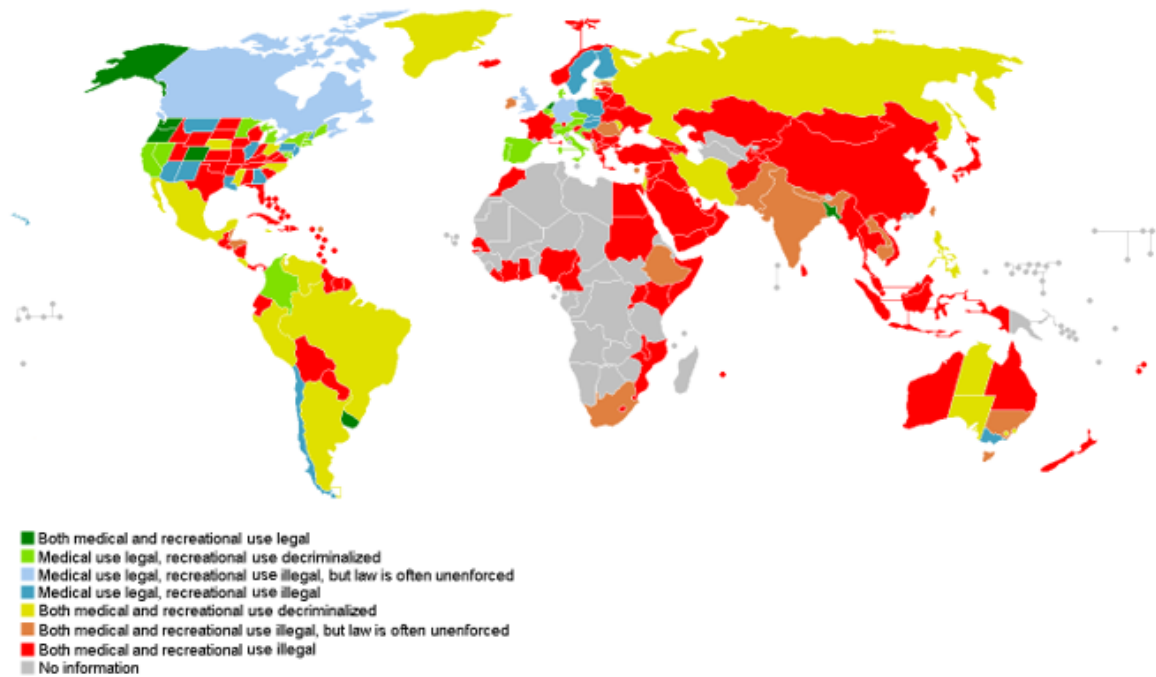 Both medical and recreational use legal
Medical use legal, recreational use decriminalized
Medical use legal, recreational use illegal, but law is often unenforced
Medical use legal, recreational use illegal
Both medical and recreational use decriminalized
Both medical and recreational use illegal, but law is often unenforced
Both medical and recreational use illegal
No information